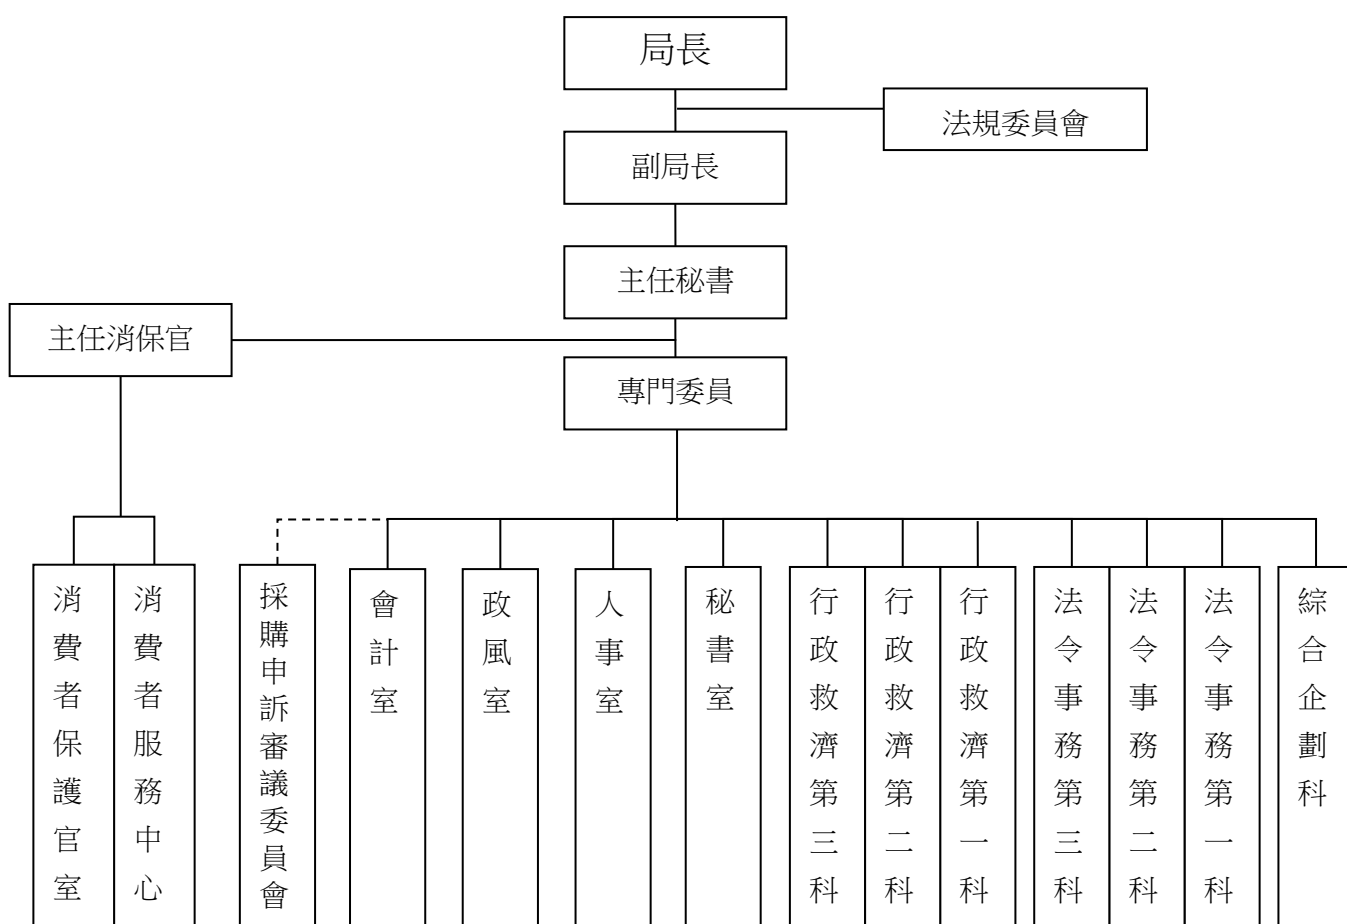 局長
法規委員會
副局長
主任秘書
主任消保官
專門委員
消費者保護官室
消費者服務中心
採購申訴審議委員會
會計室
政風室
人事室
秘書室
行政救濟第三科
行政救濟第二科
行政救濟第一科
法令事務第三科
法令事務第二科
法令事務第一科
綜合企劃科